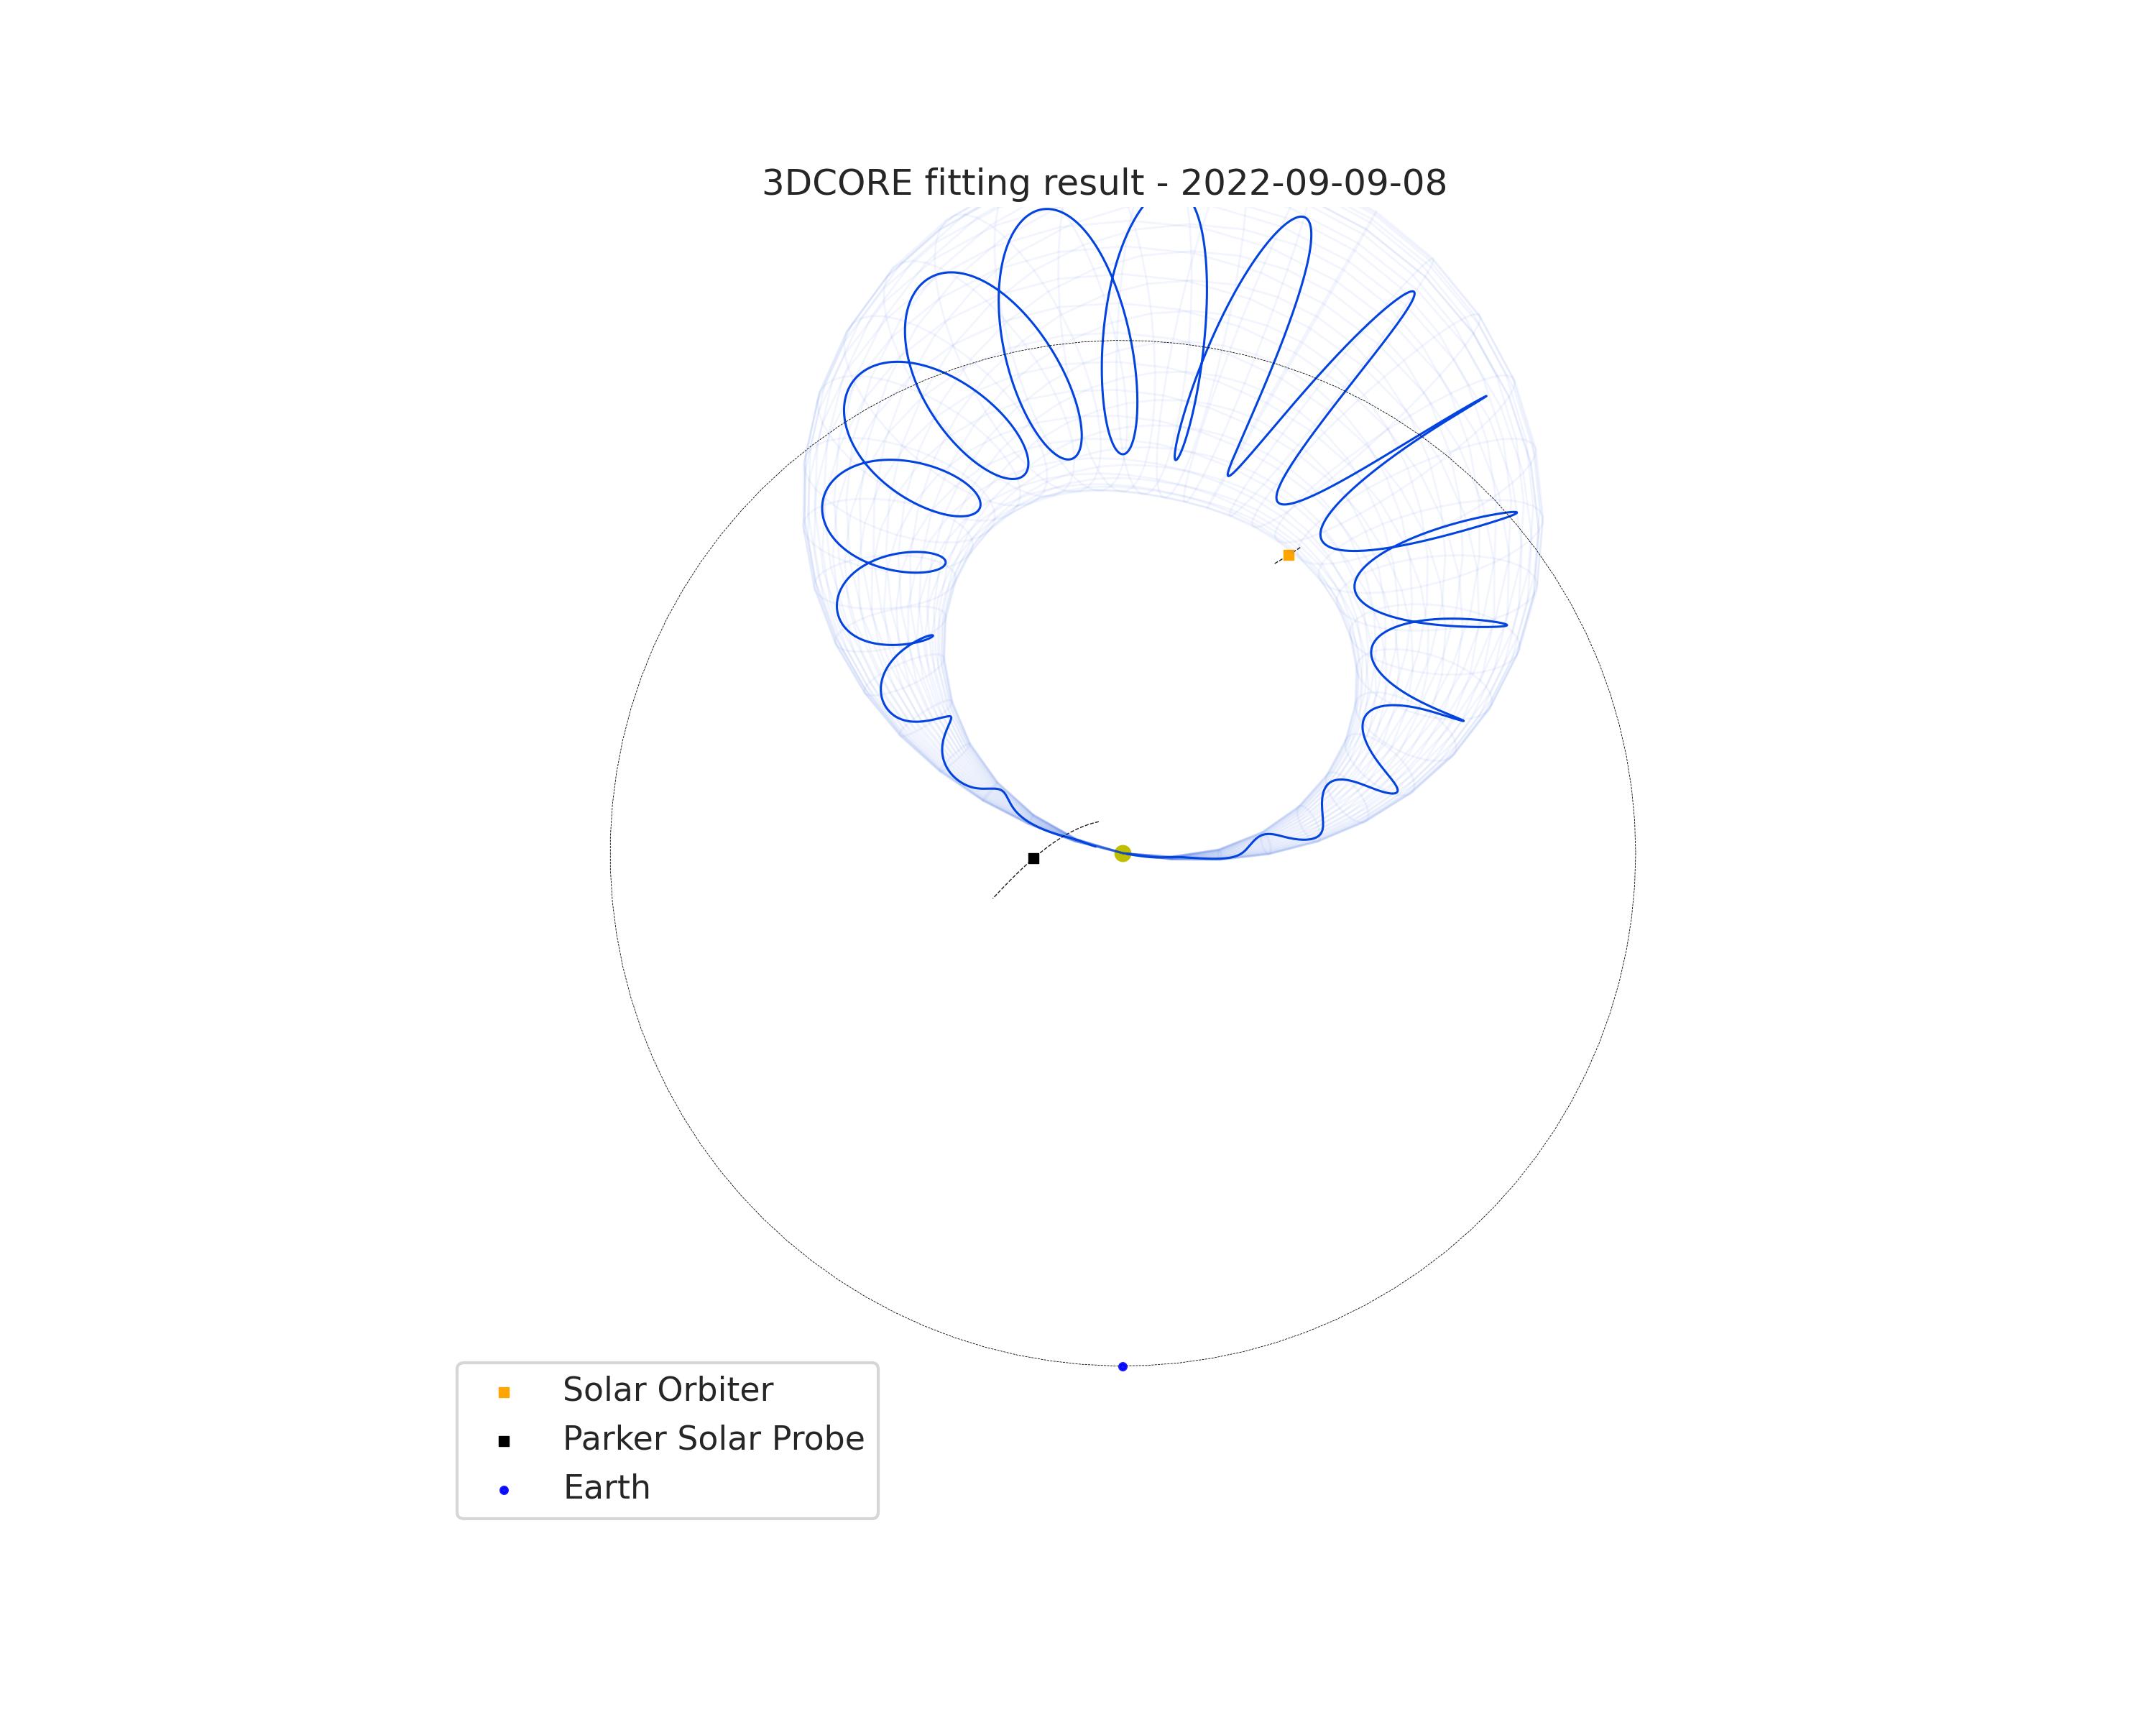 3DCORE fitting result - 2022-09-09-08
Solar Orbiter
Parker Solar Probe
Earth